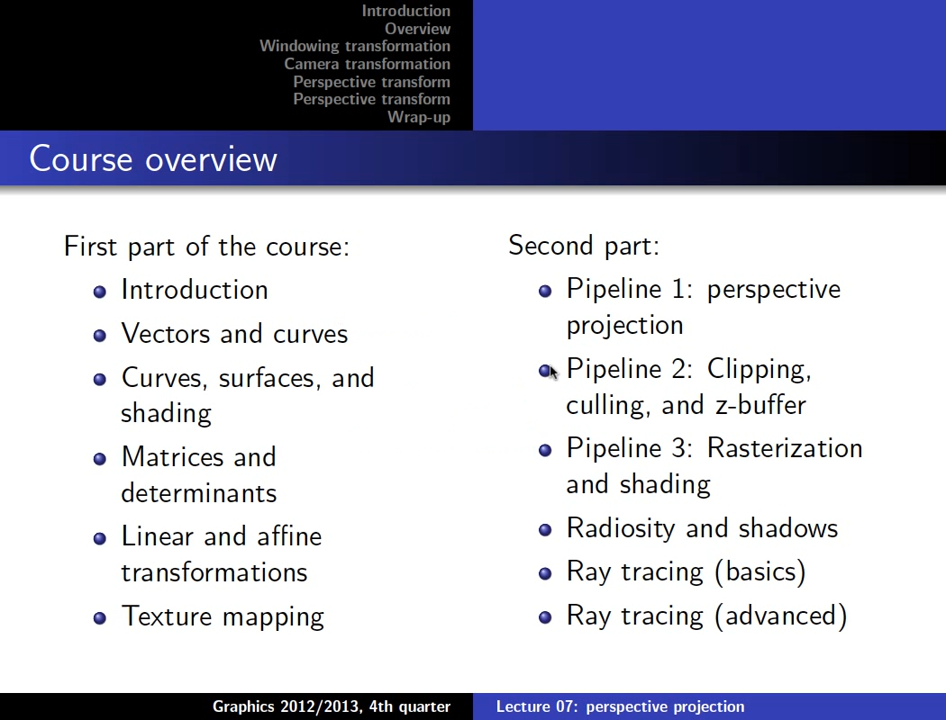 Introduction
Overview
Windowing transformation
Camera transformation
Perspective transform
Perspective transform
Wrap-up
Course overview
First part of the course:
Introduction
Vectors and curves
Curves, surfaces, and
shading
Matrices and
determinants
Linear and affine
transformations
Texture mapping
Second part:
Pipeline 1: perspective
projection
Pipeline 2: Clipping,
culling, and z-buffer
Pipeline 3: Rasterization
and shading
Radiosity and shadows
Ray tracing (basics)
Ray tracing (advanced)
Graphics 2012/2013, 4th quarter
Lecture 07: perspective projection